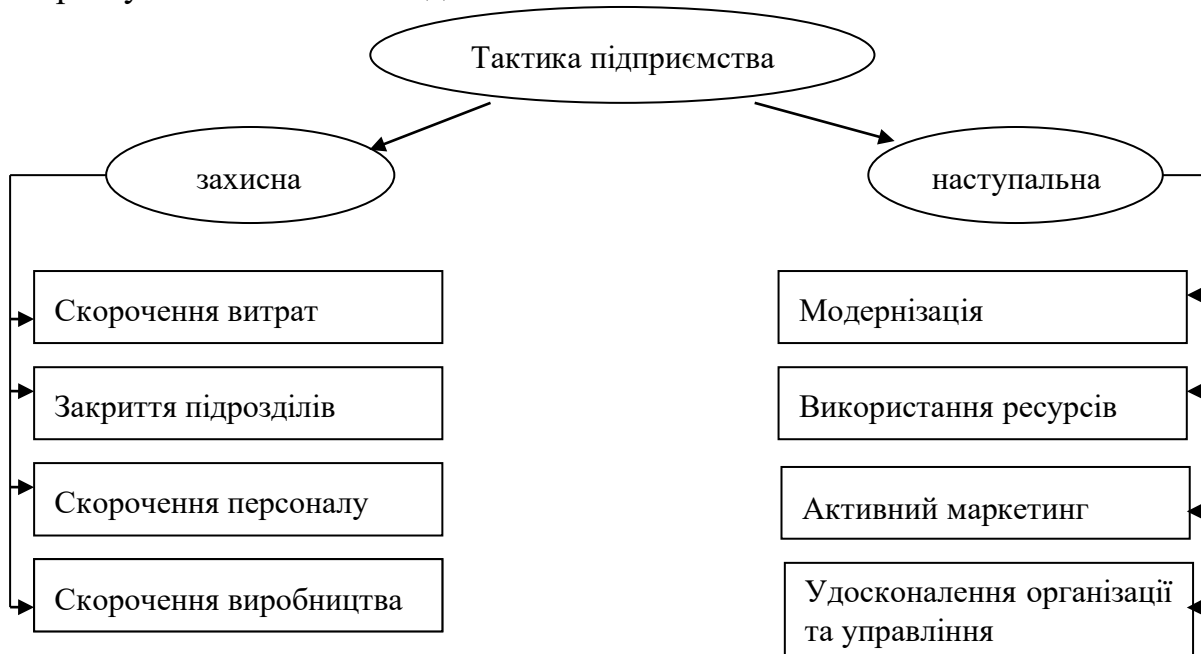 Тактика підприємства
захисна
наступальна
Скорочення витрат
Закриття підрозділів
Скорочення персоналу
Скорочення виробництва
Модернізація
Використання ресурсів
Активний маркетинг
Удосконалення організації
та управління